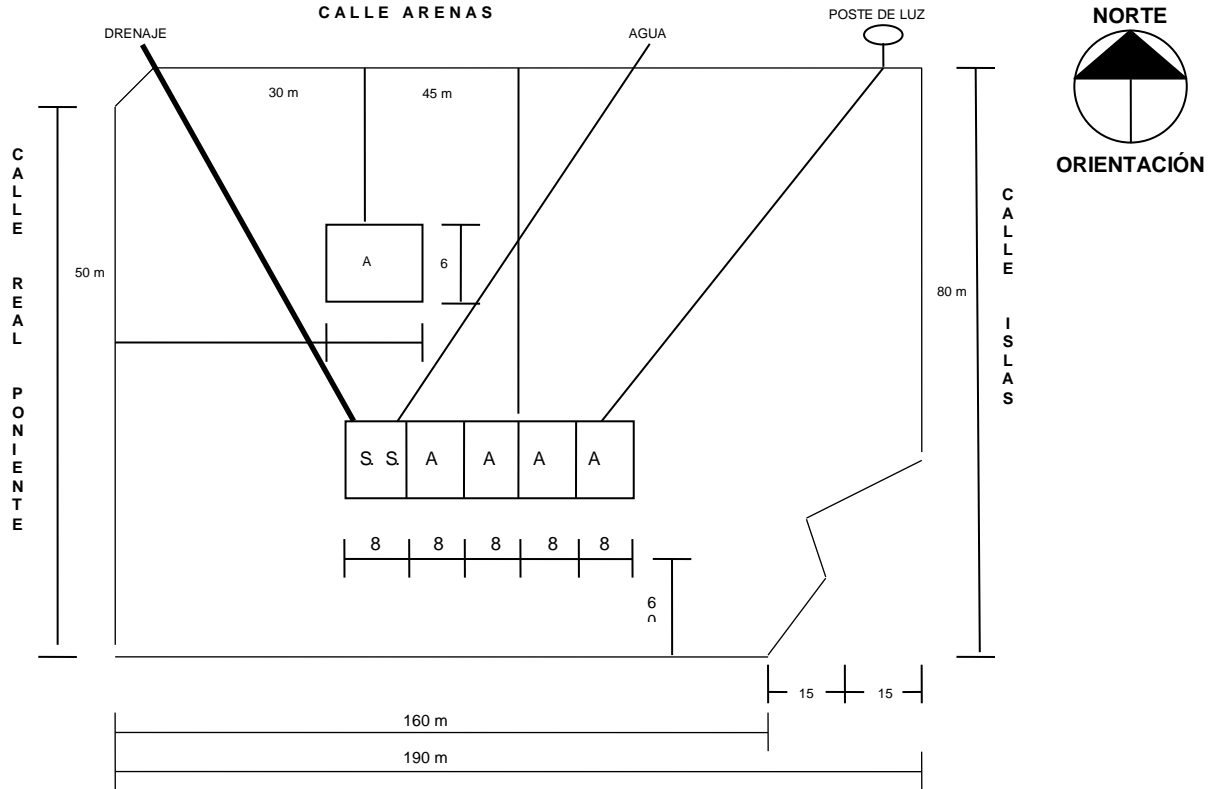 CALLE ARENAS
DRENAJE
AGUA
POSTE DE LUZ
NORTE
ORIENTACIÓN
30 m
45 m
CALLE REAL PONIENTE
50 m
A
6
80 m
CALLE ISLAS
S. S. A A A A
8 8 8 8 8
15 15
160 m
190 m